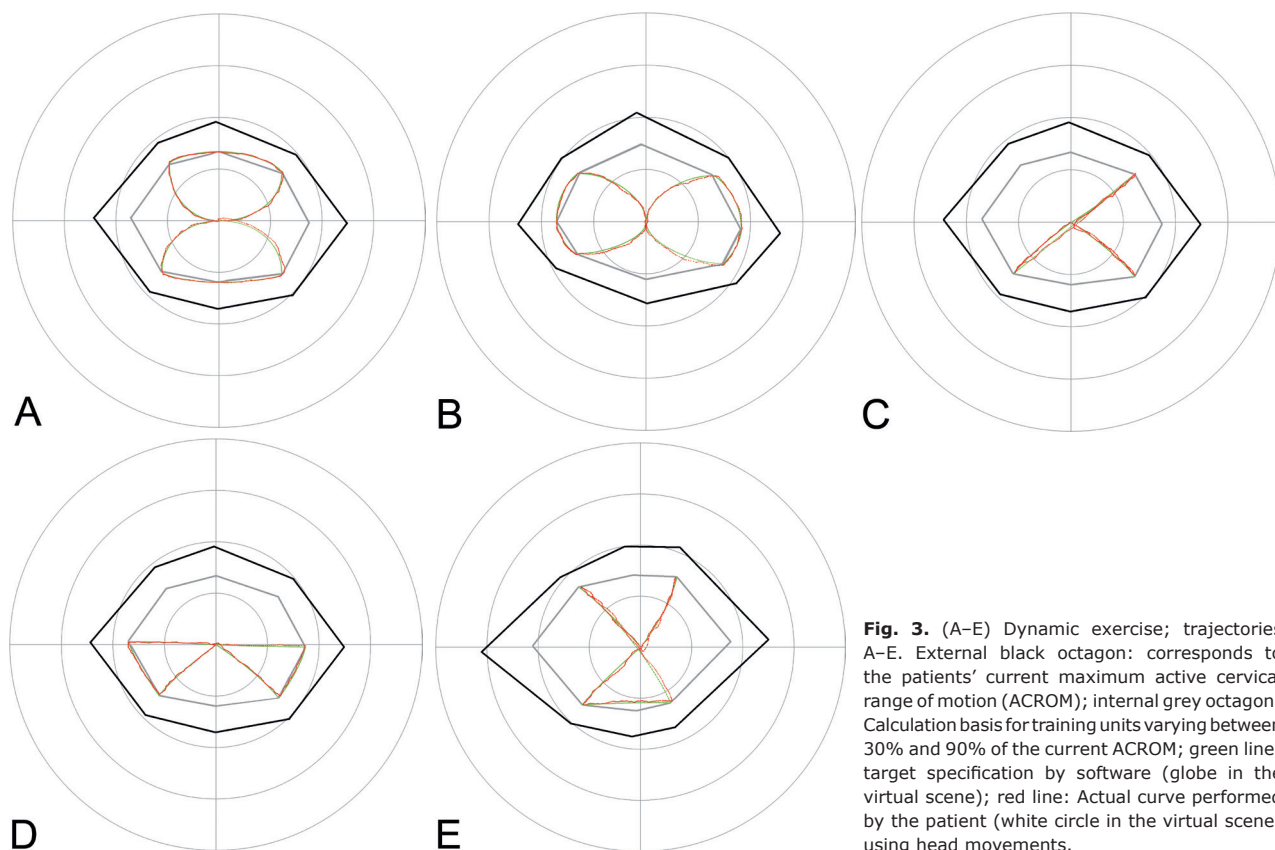 A
B
C
D
E
Fig. 3. (A–E) Dynamic exercise; trajectories
A–E. External black octagon: corresponds to
the patients’ current maximum active cervica
range of motion (ACROM); internal grey octagon
Calculation basis for training units varying between
30% and 90% of the current ACROM; green line
target specification by software (globe in the
virtual scene); red line: Actual curve performed
by the patient (white circle in the virtual scene
using head movements.